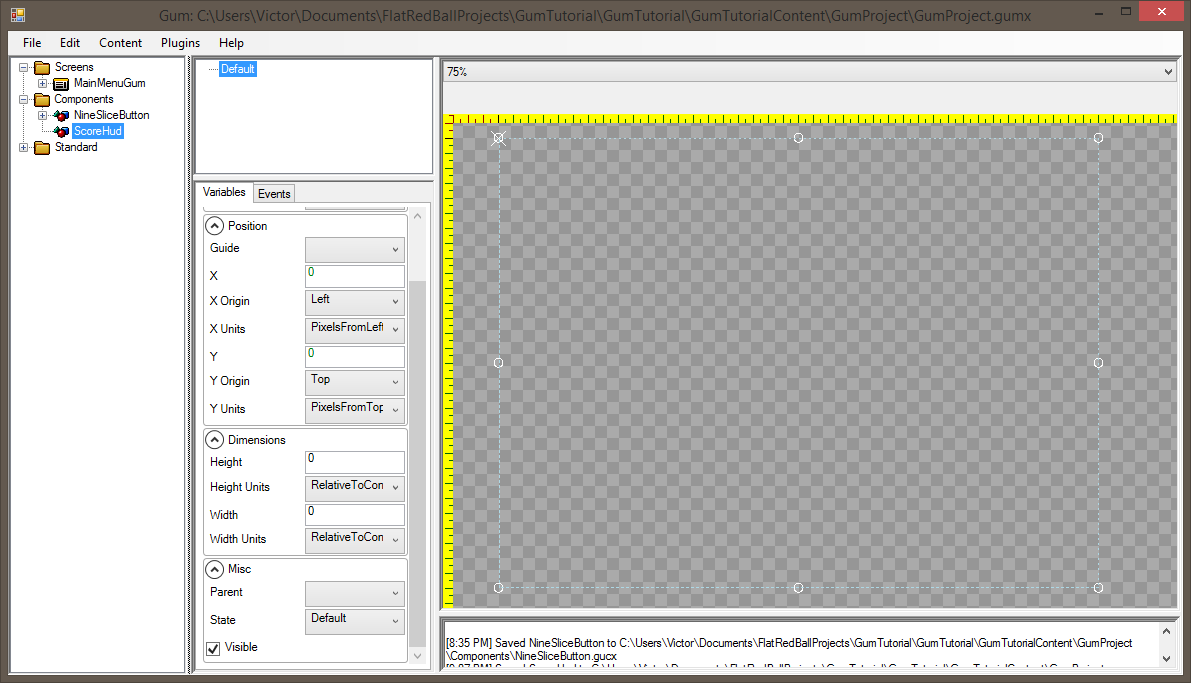 Gum: C:\Users\Victor\Documents\FlatRedBallProjects\GumTutorial\GumTutorial\GumTutorialContent\GumProject\GumProject.gumx
File Edit Content Plugins Help
Screens
MainMenuGum
Components
NineSliceButton
ScoreHud
Standard
Default
Variables Events
Position
Guide
X 0
X Origin Left
X Units PixelsFromLeft
Y 0
Y Origin Top
Y Units PixelsFromTop
Dimensions
Height 0
Height Units RelativeToCon
Width 0
Width Units RelativeToCon
Misc
Parent
State Default
Visible
75%
[8:35 PM] Saved NineSliceButton to C:\Users\Victor\Documents\FlatRedBallProjects\GumTutorial\GumTutorial\GumTutorialContent\GumProject
\Components\NineSliceButton.gucx